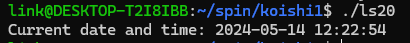 link@DESKTOP-T2I8IBB:~/spin/koishi1$ ./ls20
Current date and time: 2024-05-14 12:22:54